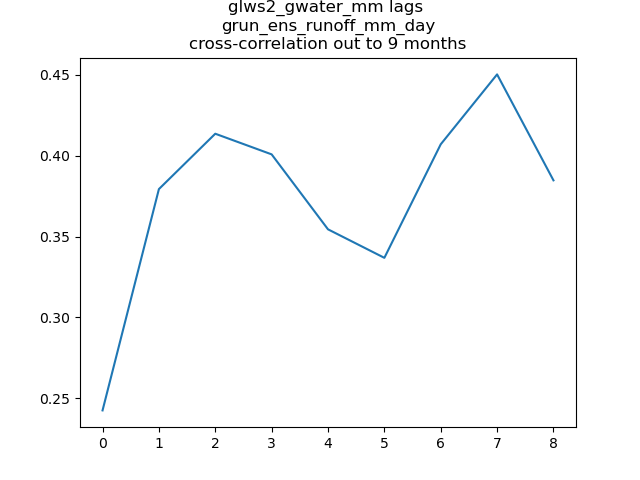 glws2_gwater_mm lags
grun_ens_runoff_mm_day
cross-correlation out to 9 months
0.45
0.40
0.35
0.30
0.25
0 1 2 3 4 5 6 7 8